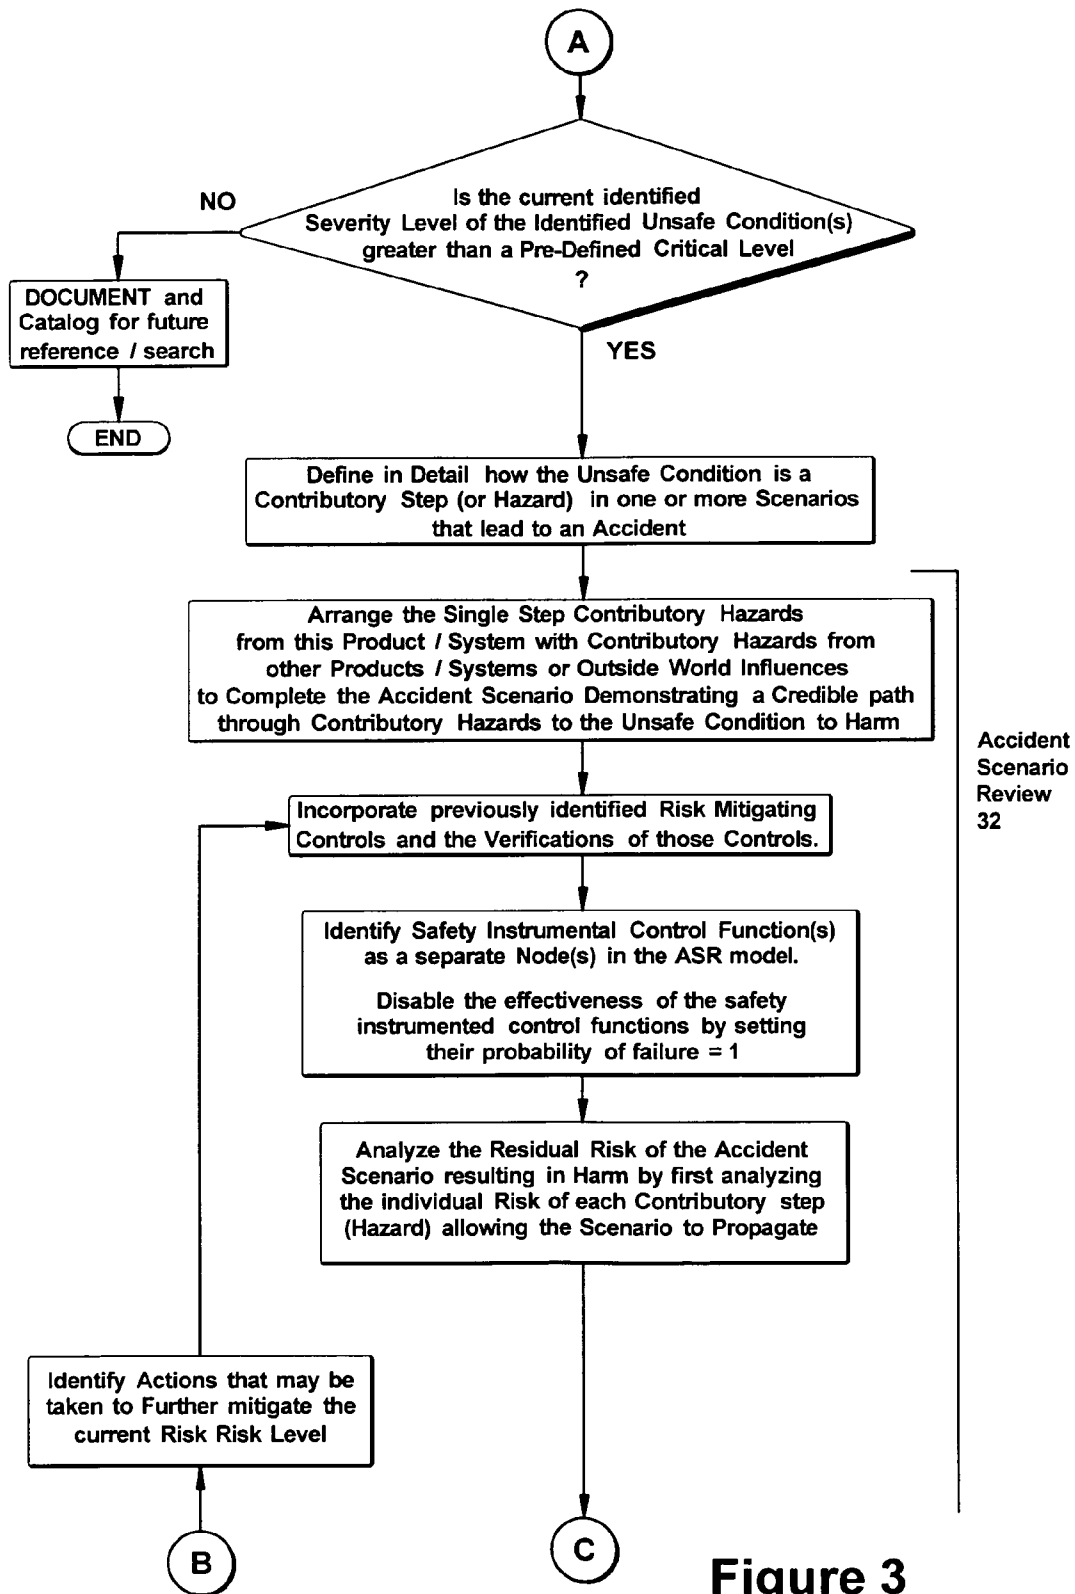 A
Is the current identified
Severity Level of the Identified Unsafe Condition(s)
greater than a Pre-Defined Critical Level
?
NO
YES
DOCUMENT and
Catalog for future
reference / search
END
Define in Detail how the Unsafe Condition is a
Contributory Step (or Hazard) in one or more Scenarios
that lead to an Accident
Arrange the Single Step Contributory Hazards
from this Product / System with Contributory Hazards from
other Products / Systems or Outside World Influences
to Complete the Accident Scenario Demonstrating a Credible path
through Contributory Hazards to the Unsafe Condition to Harm
Accident
Scenario
Review
32
Incorporate previously identified Risk Mitigating
Controls and the Verifications of those Controls.
Identify Safety Instrumental Control Function(s)
as a separate Node(s) in the ASR model.
Disable the effectiveness of the safety
instrumented control functions by setting
their probability of failure = 1
Analyze the Residual Risk of the Accident
Scenario resulting in Harm by first analyzing
the individual Risk of each Contributory step
(Hazard) allowing the Scenario to Propagate
Identify Actions that may be
taken to Further mitigate the
current Risk Risk Level
B
C
Figure 3